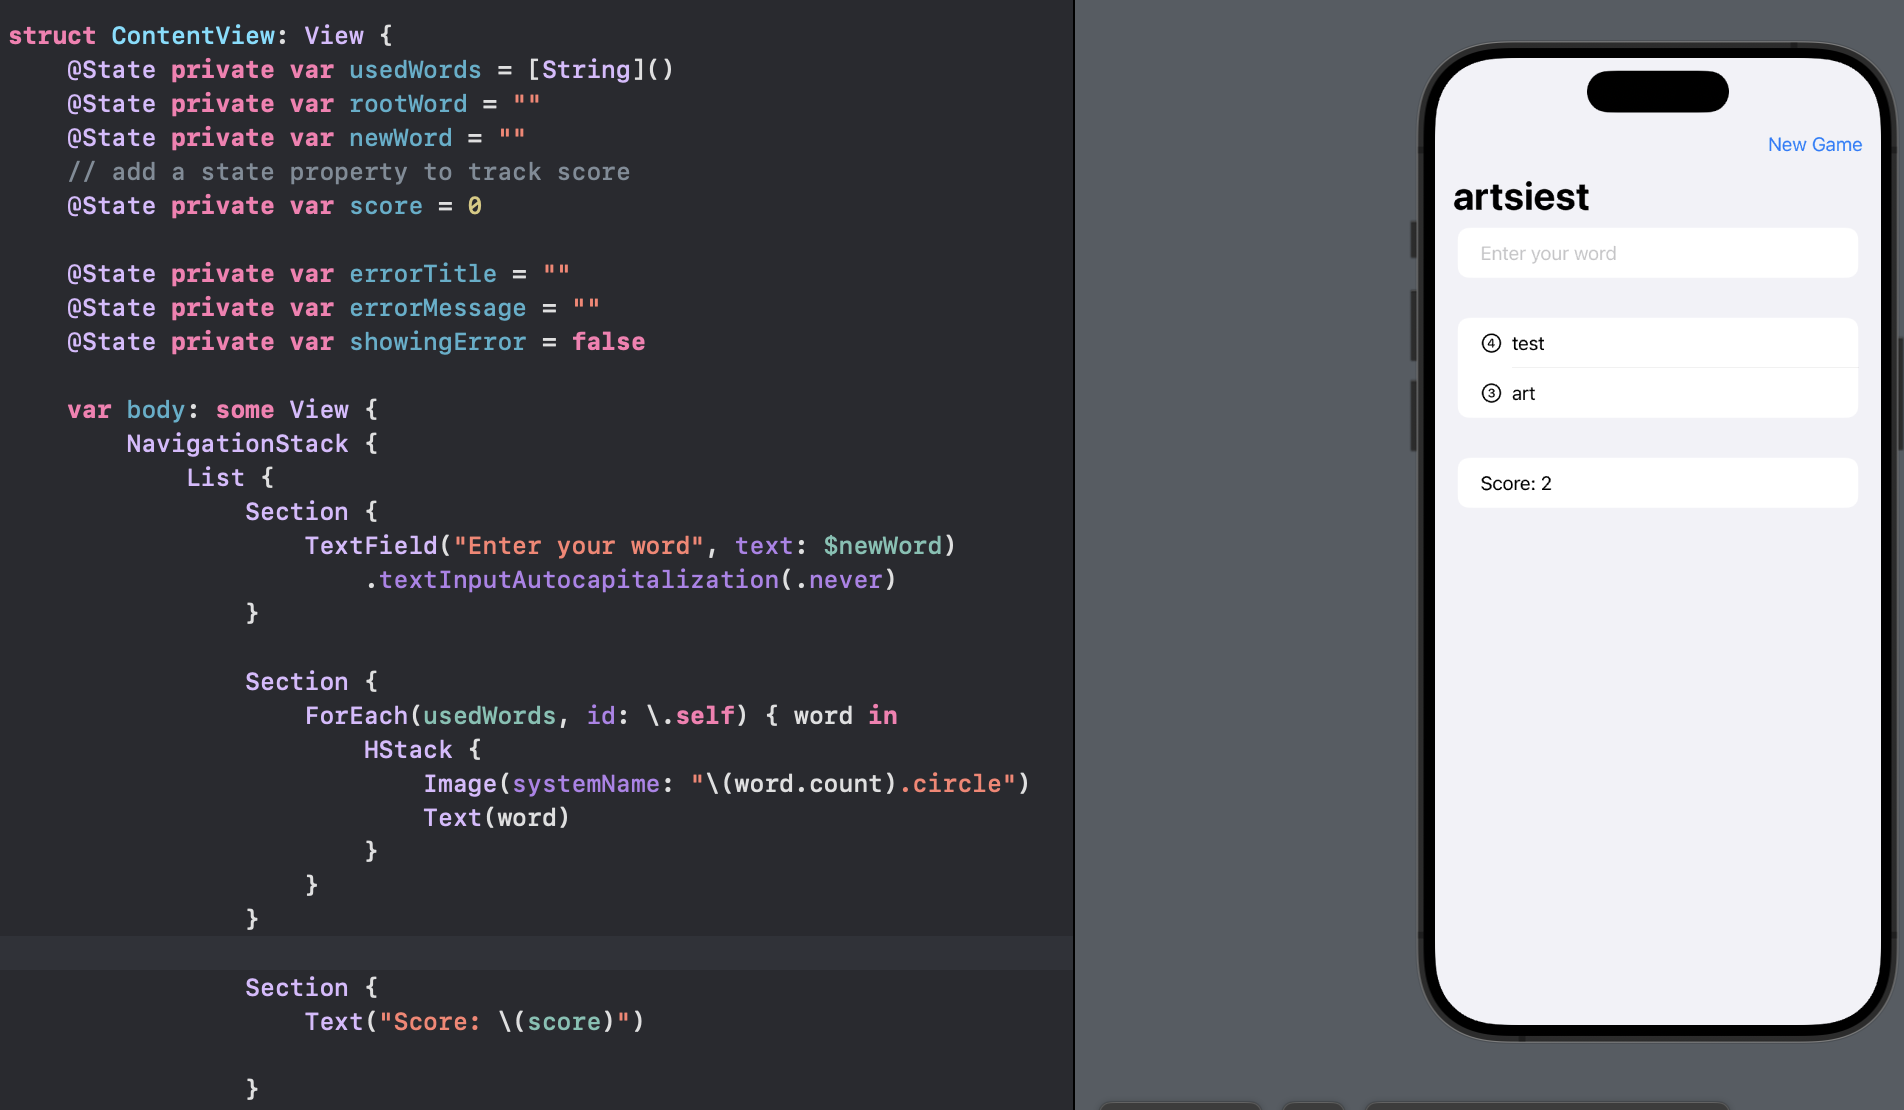 struct ContentView: View {
@State private var usedWords = [String]()
@State private var rootWord = ""
@State private var newWord = ""
// add a state property to track score
@State private var score = 0
@State private var errorTitle = ""
@State private var errorMessage = ""
@State private var showingError = false
var body: some View {
NavigationStack {
List {
Section {
TextField("Enter your word", text: $newWord)
.textInputAutocapitalization(.never)
}
Section {
ForEach(usedWords, id: \.self) { word in
HStack {
Image(systemName: "\(word.count).circle")
Text(word)
}
}
}
Section {
Text("Score: \(score)")
}
New Game
artsiest
Enter your word
4 test
3 art
Score: 2